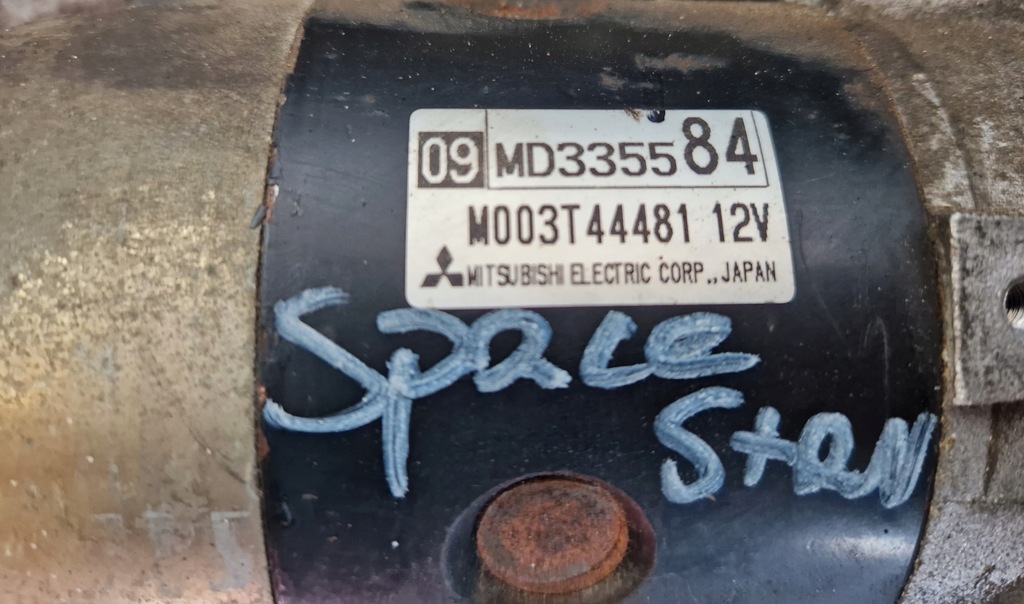 09 MD335584
M003T44481 12V
MITSUBISHI ELECTRIC CORP., JAPAN
Space
Star